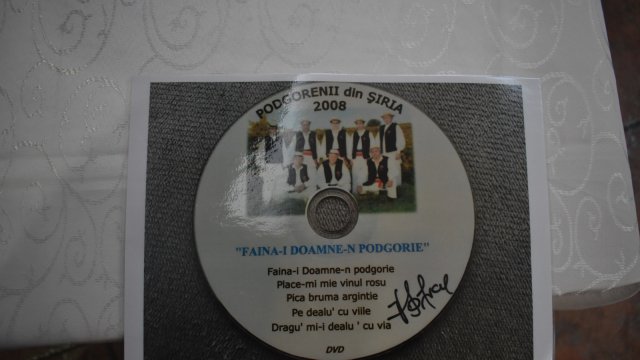 PODGORENII din ŞIRIA
2008
"FAINA-I DOAMNE-N PODGORIE"
Faina-i Doamne-n podgorie
Place-mi mie vinul rosu
Pica bruma argintie
Pe dealu' cu viile
Dragu' mi-i dealu ' cu via
DVD